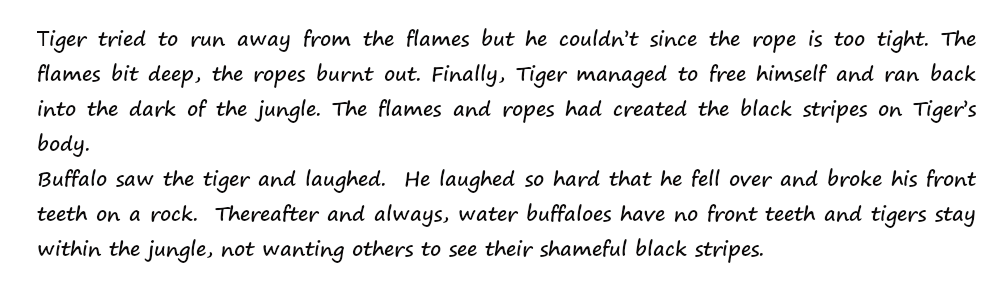 Tiger tried to run away from the flames but he couldn’t since the rope is too tight. The
flames bit deep, the ropes burnt out. Finally, Tiger managed to free himself and ran back
into the dark of the jungle. The flames and ropes had created the black stripes on Tiger’s
body.
Buffalo saw the tiger and laughed.  He laughed so hard that he fell over and broke his front
teeth on a rock.  Thereafter and always, water buffaloes have no front teeth and tigers stay
within the jungle, not wanting others to see their shameful black stripes.